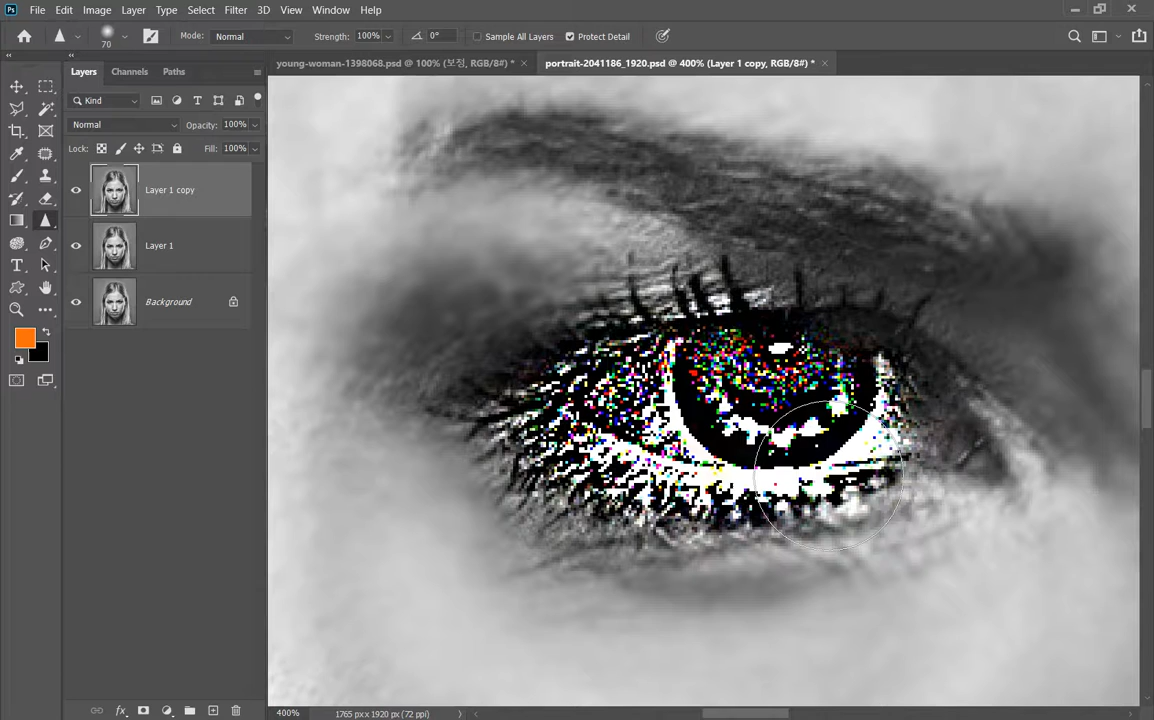 Ps File Edit Image Layer Type Select Filter 3D View Window Help
70 Mode: Normal Strength: 100% 0° Sample All Layers Protect Detail
Layers Channels Paths
young-woman-1398068.psd @ 100% (보정, RGB/8#) * × portrait-2041186_1920.psd @ 400% (Layer 1 copy, RGB/8#) * ×
Kind
Normal Opacity: 100%
Lock: Fill: 100%
Layer 1 copy
Layer 1
Background
400% 1765 px x 1920 px (72 ppi)